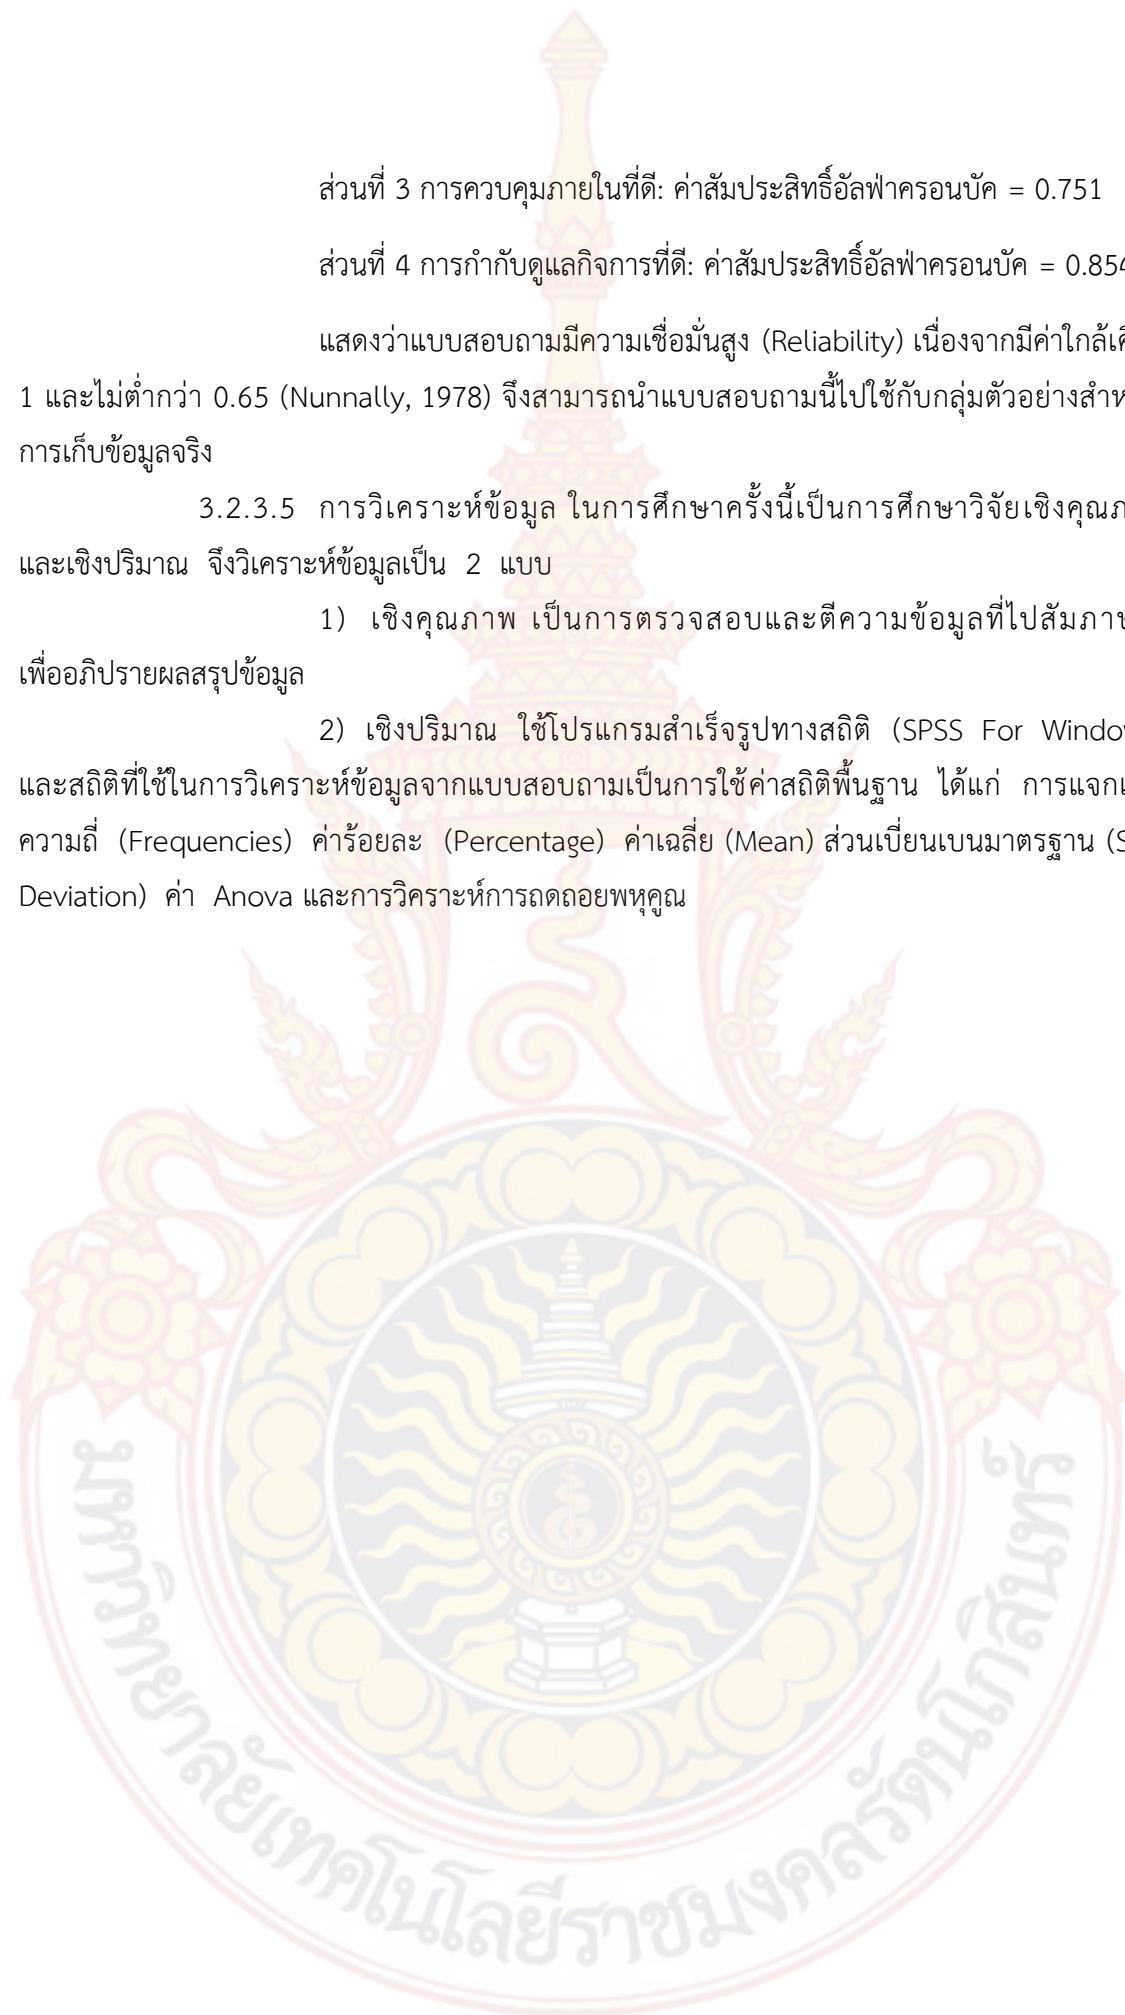 ส่วนที่ 3 การควบคุมภายในที่ดี: ค่าสัมประสิทธิ์อัลฟ่าครอนบัค = 0.751
ส่วนที่ 4 การกำกับดูแลกิจการที่ดี: ค่าสัมประสิทธิ์อัลฟ่าครอนบัค = 0.854
แสดงว่าแบบสอบถามมีความเชื่อมั่นสูง (Reliability) เนื่องจากมีค่าใกล้
1 และไม่ต่ำกว่า 0.65 (Nunnally, 1978) จึงสามารถนำแบบสอบถามนี้ไปใช้กับกลุ่มตัวอย่าง
การเก็บข้อมูลจริง
3.2.3.5 การวิเคราะห์ข้อมูล ในการศึกษาครั้งนี้เป็นการศึกษาวิจัยเชิง
และเชิงปริมาณ จึงวิเคราะห์ข้อมูลเป็น 2 แบบ
1) เชิงคุณภาพ เป็นการตรวจสอบและตีความข้อมูลที่ไป
เพื่ออภิปรายผลสรุปข้อมูล
2) เชิงปริมาณ ใช้โปรแกรมสำเร็จรูปทางสถิติ (SPSS For
และสถิติที่ใช้ในการวิเคราะห์ข้อมูลจากแบบสอบถามเป็นการใช้ค่าสถิติพื้นฐาน ได้แก่ การ
ความถี่ (Frequencies) ค่าร้อยละ (Percentage) ค่าเฉลี่ย (Mean) ส่วนเบี่ยนเบนมาตรฐาน
Deviation) ค่า Anova และการวิคราะห์การถดถอยพหุคูณ
มหาวิทยาลัยเทคโนโลยีราชมงคลรัตนโกสินทร์